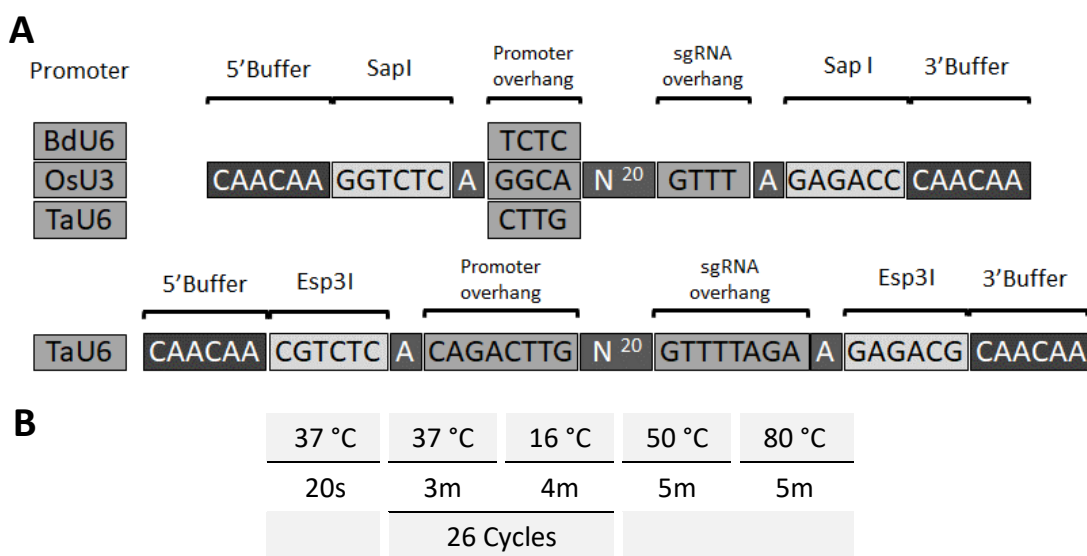 A
Promoter
5'Buffer SapI Promoter overhang sgRNA overhang Sap I 3'Buffer
BdU6 TCTC
OsU3 CAACAA GGTCTC A GGCA N 20 GTTT A GAGACC CAACAA
TaU6 CTTG
5'Buffer Esp3I Promoter overhang sgRNA overhang Esp3I 3'Buffer
TaU6 CAACAA CGTCTC A CAGACTTG N 20 GTTTTAGA A GAGACG CAACAA
B
37 °C 37 °C 16 °C 50 °C 80 °C
20s 3m 4m 5m 5m
26 Cycles